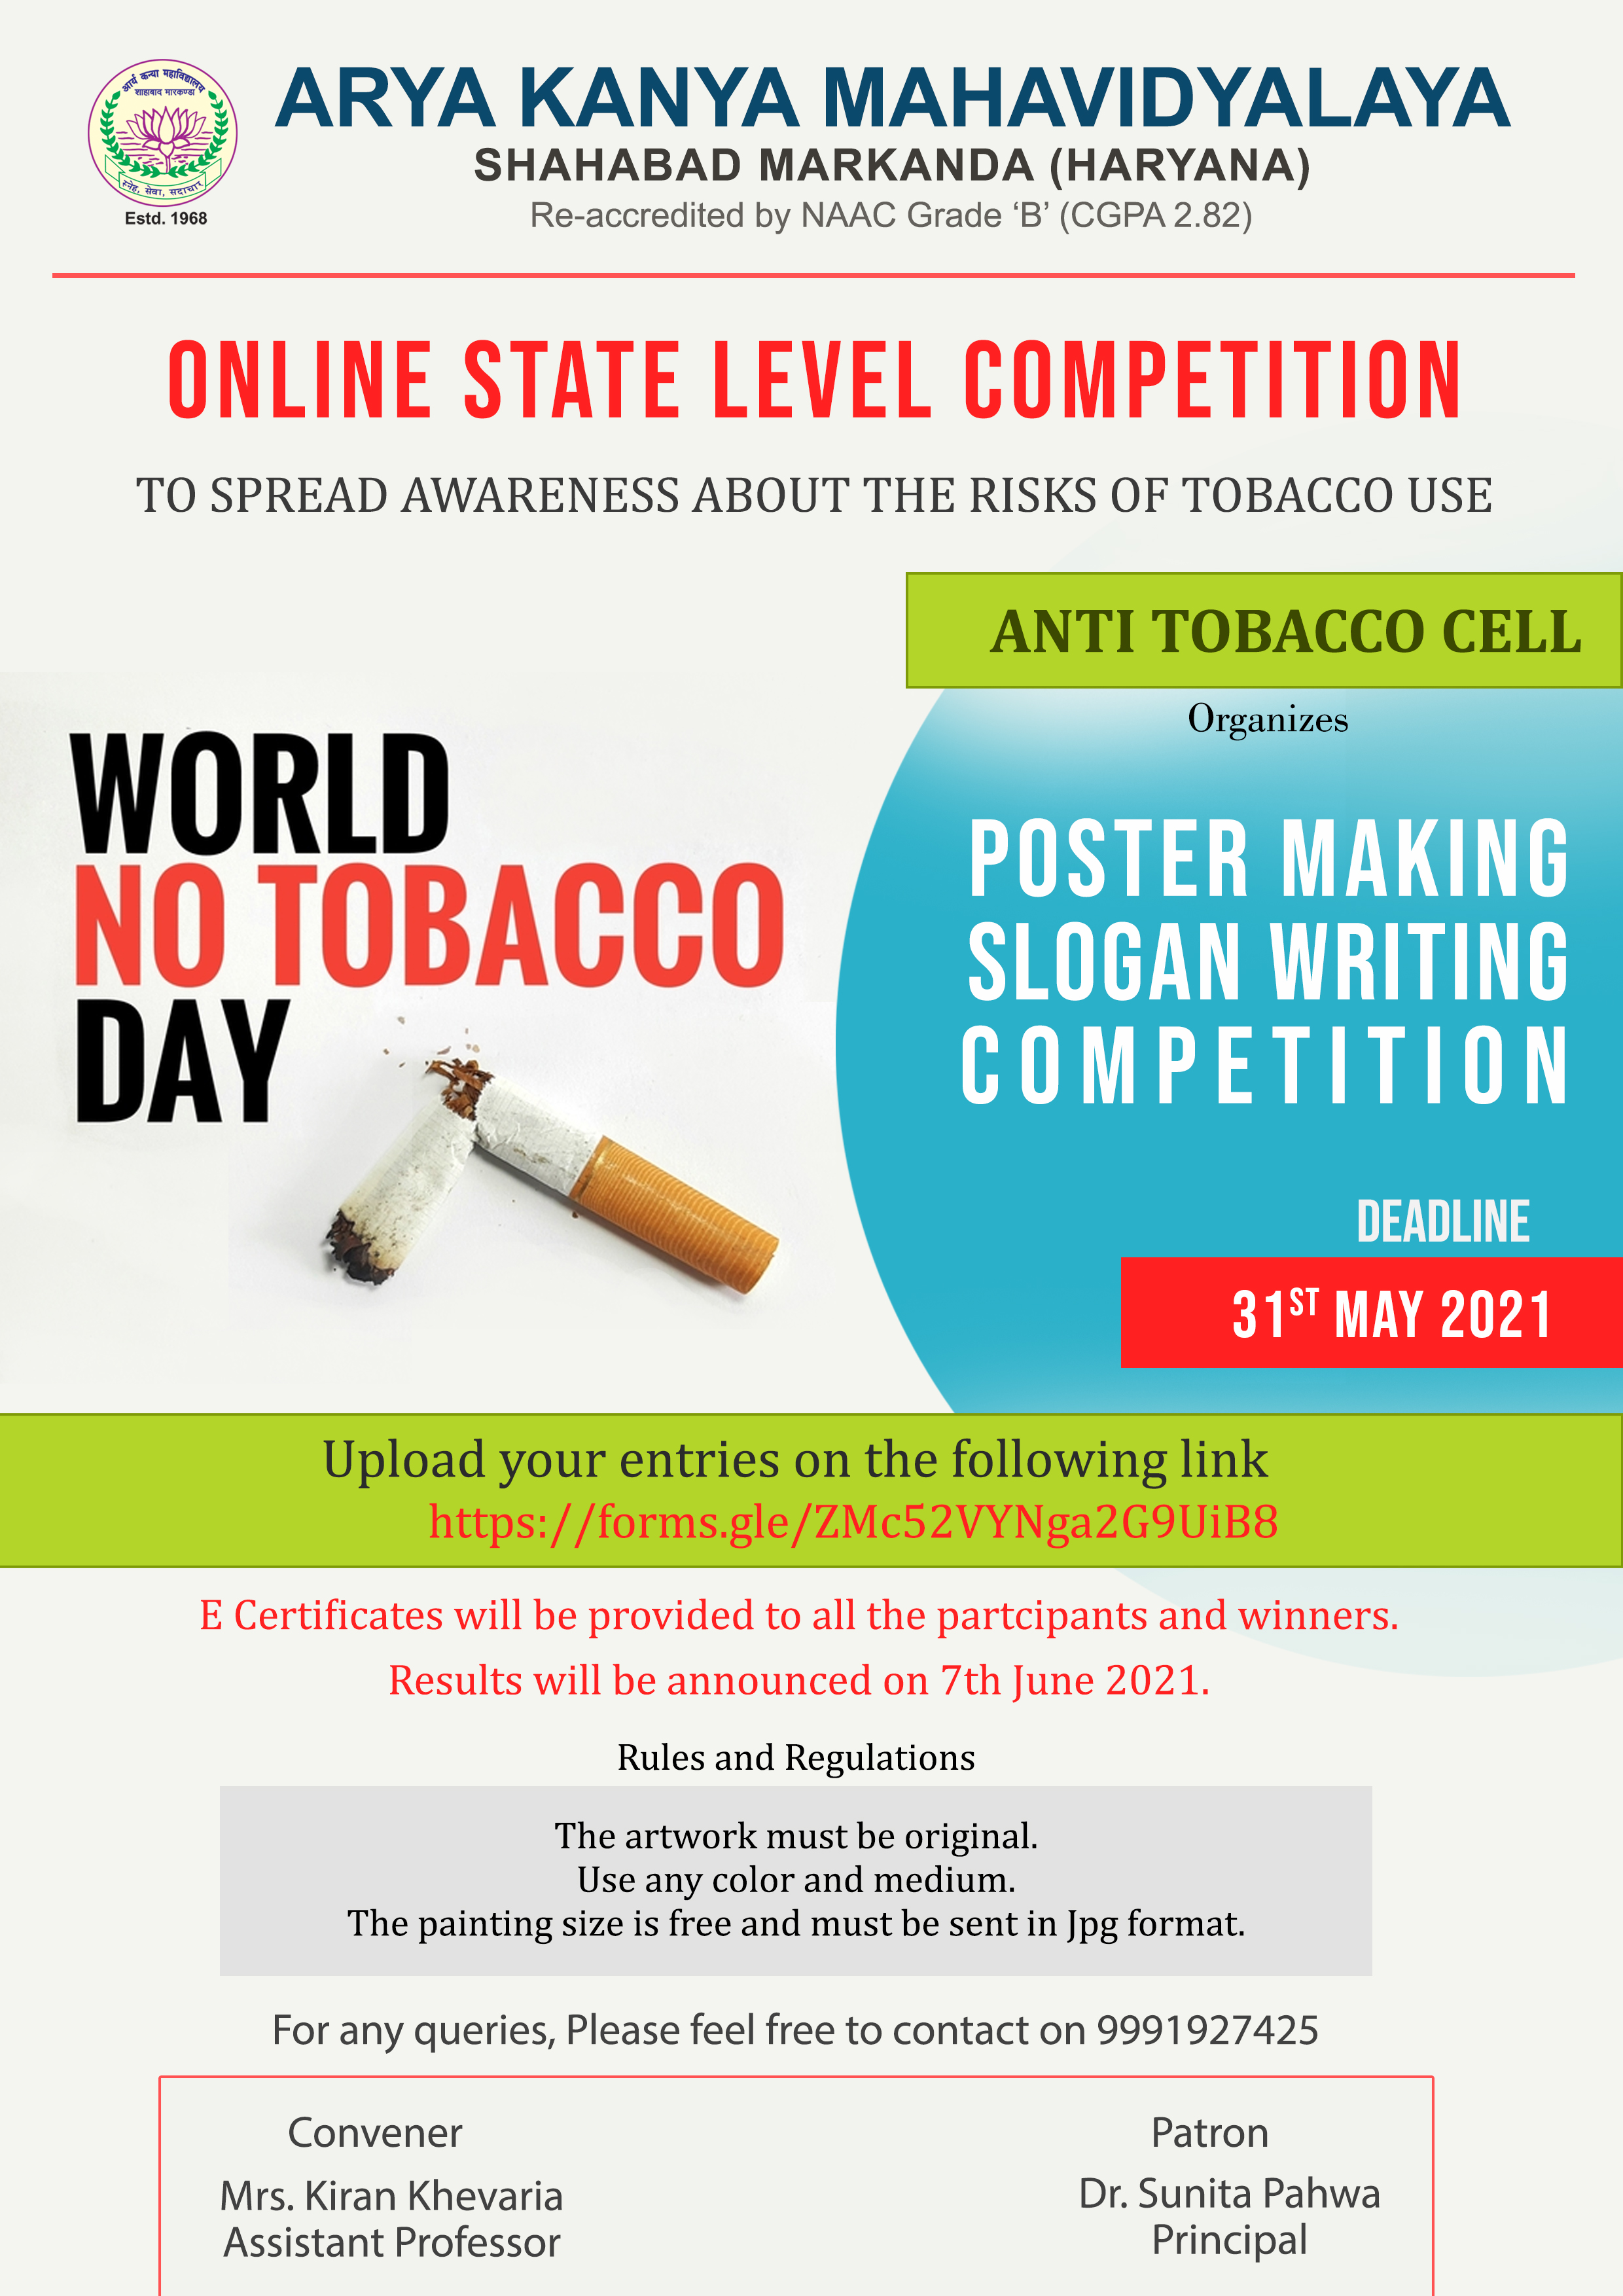 आर्य कन्या महाविद्यालय
शाहाबाद मारकण्डा
स्नेह, सेवा, सदाचार
Estd. 1968
ARYA KANYA MAHAVIDYALAYA
SHAHABAD MARKANDA (HARYANA)
Re-accredited by NAAC Grade ‘B’ (CGPA 2.82)
ONLINE STATE LEVEL COMPETITION
TO SPREAD AWARENESS ABOUT THE RISKS OF TOBACCO USE
ANTI TOBACCO CELL
Organizes
WORLD
NO TOBACCO
DAY
POSTER MAKING
SLOGAN WRITING
COMPETITION
DEADLINE
31ST MAY 2021
Upload your entries on the following link
https://forms.gle/ZMc52VYNga2G9UiB8
E Certificates will be provided to all the partcipants and winners.
Results will be announced on 7th June 2021.
Rules and Regulations
The artwork must be original.
Use any color and medium.
The painting size is free and must be sent in Jpg format.
For any queries, Please feel free to contact on 9991927425
Convener
Mrs. Kiran Khevaria
Assistant Professor
Patron
Dr. Sunita Pahwa
Principal